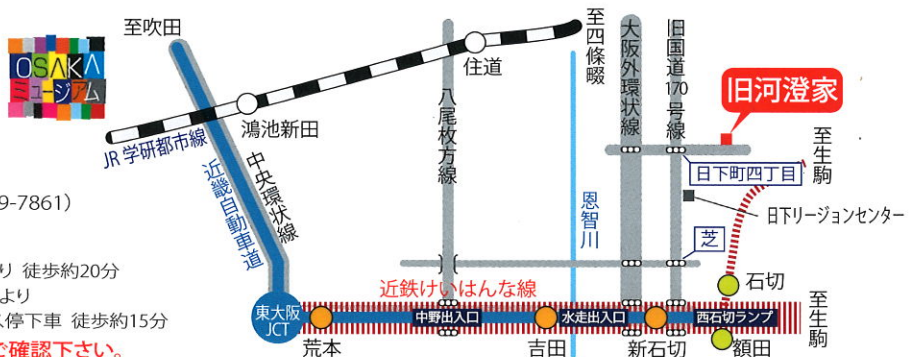 至吹田
OSAKA
ミュージアム
住道
至四條畷
大阪外環状線
旧国道170号線
旧河澄家
鴻池新田
八尾枚方線
JR 学研都市線
中央環状線
近畿自動車道
恩智川
日下町四丁目
至生駒
日下リージョンセンター
芝
9-7861）
り 徒歩約20分
より
停下車 徒歩約15分
ご確認下さい。
近鉄けいはんな線
石切
東大阪
JCT
中野出入口
水走出入口
西石切ランプ
至生駒
荒本
吉田
新石切
額田